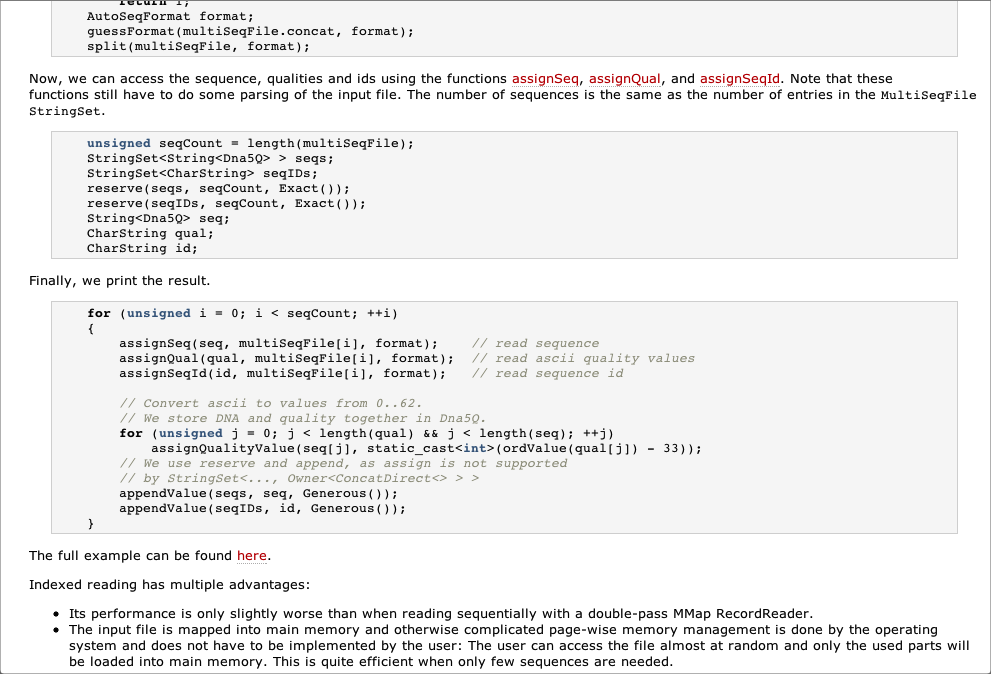 return 1;
AutoSeqFormat format;
guessFormat(multiSeqFile.concat, format);
split(multiSeqFile, format);
Now, we can access the sequence, qualities and ids using the functions assignSeq, assignQual, and assignSeqId. Note that these
functions still have to do some parsing of the input file. The number of sequences is the same as the number of entries in the MultiSeqFile
StringSet.
unsigned seqCount = length(multiSeqFile);
StringSet<String<Dna5Q> > seqs;
StringSet<CharString> seqIDs;
reserve(seqs, seqCount, Exact());
reserve(seqIDs, seqCount, Exact());
String<Dna5Q> seq;
CharString qual;
CharString id;
Finally, we print the result.
for (unsigned i = 0; i < seqCount; ++i)
{
assignSeq(seq, multiSeqFile[i], format);    // read sequence
assignQual(qual, multiSeqFile[i], format);  // read ascii quality values
assignSeqId(id, multiSeqFile[i], format);   // read sequence id
// Convert ascii to values from 0..62.
// We store DNA and quality together in Dna5Q.
for (unsigned j = 0; j < length(qual) && j < length(seq); ++j)
assignQualityValue(seq[j], static_cast<int>(ordValue(qual[j]) - 33));
// We use reserve and append, as assign is not supported
// by StringSet<..., Owner<ConcatDirect<> > >
appendValue(seqs, seq, Generous());
appendValue(seqIDs, id, Generous());
}
The full example can be found here.
Indexed reading has multiple advantages:
• Its performance is only slightly worse than when reading sequentially with a double-pass MMap RecordReader.
• The input file is mapped into main memory and otherwise complicated page-wise memory management is done by the operating
system and does not have to be implemented by the user: The user can access the file almost at random and only the used parts will
be loaded into main memory. This is quite efficient when only few sequences are needed.